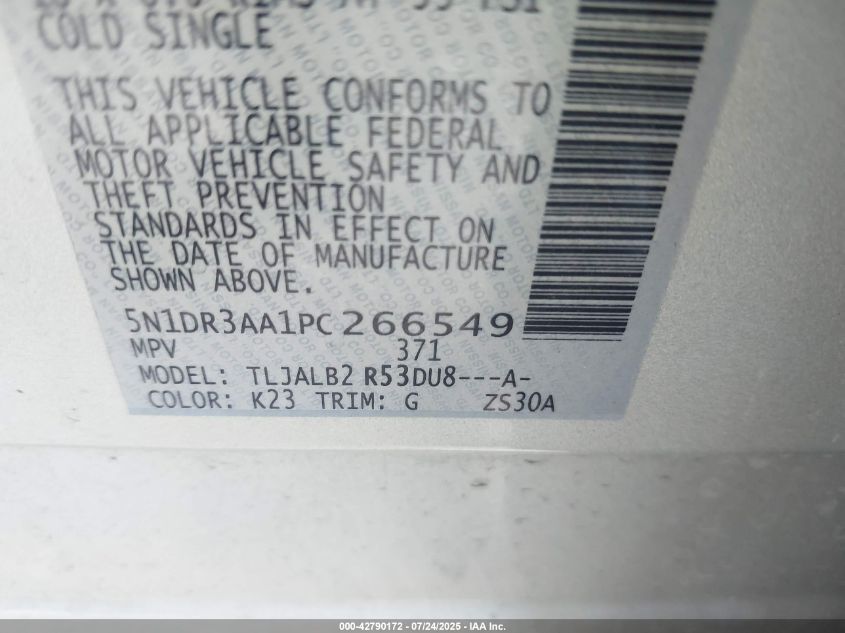 COLD SINGLE
THIS VEHICLE CONFORMS TO
ALL APPLICABLE FEDERAL
MOTOR VEHICLE SAFETY AND
THEFT PREVENTION
STANDARDS IN EFFECT ON
THE DATE OF MANUFACTURE
SHOWN ABOVE.
5N1DR3AA1PC266549
MPV 371
MODEL: TLJALB2 R53DU8---A-
COLOR: K23 TRIM: G ZS30A
000-42790172 - 07/24/2025 - IAA Inc.